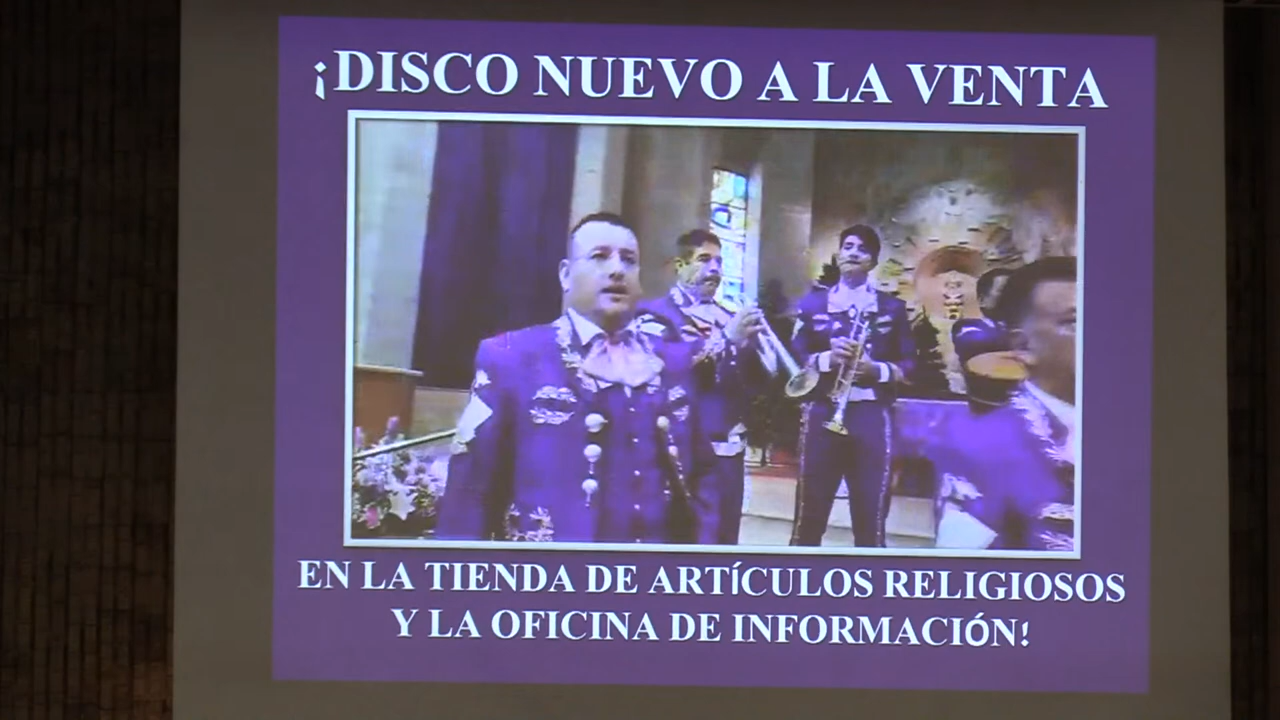 ¡DISCO NUEVO A LA VENTA
EN LA TIENDA DE ARTÍCULOS RELIGIOSOS
Y LA OFICINA DE INFORMACIÓN!